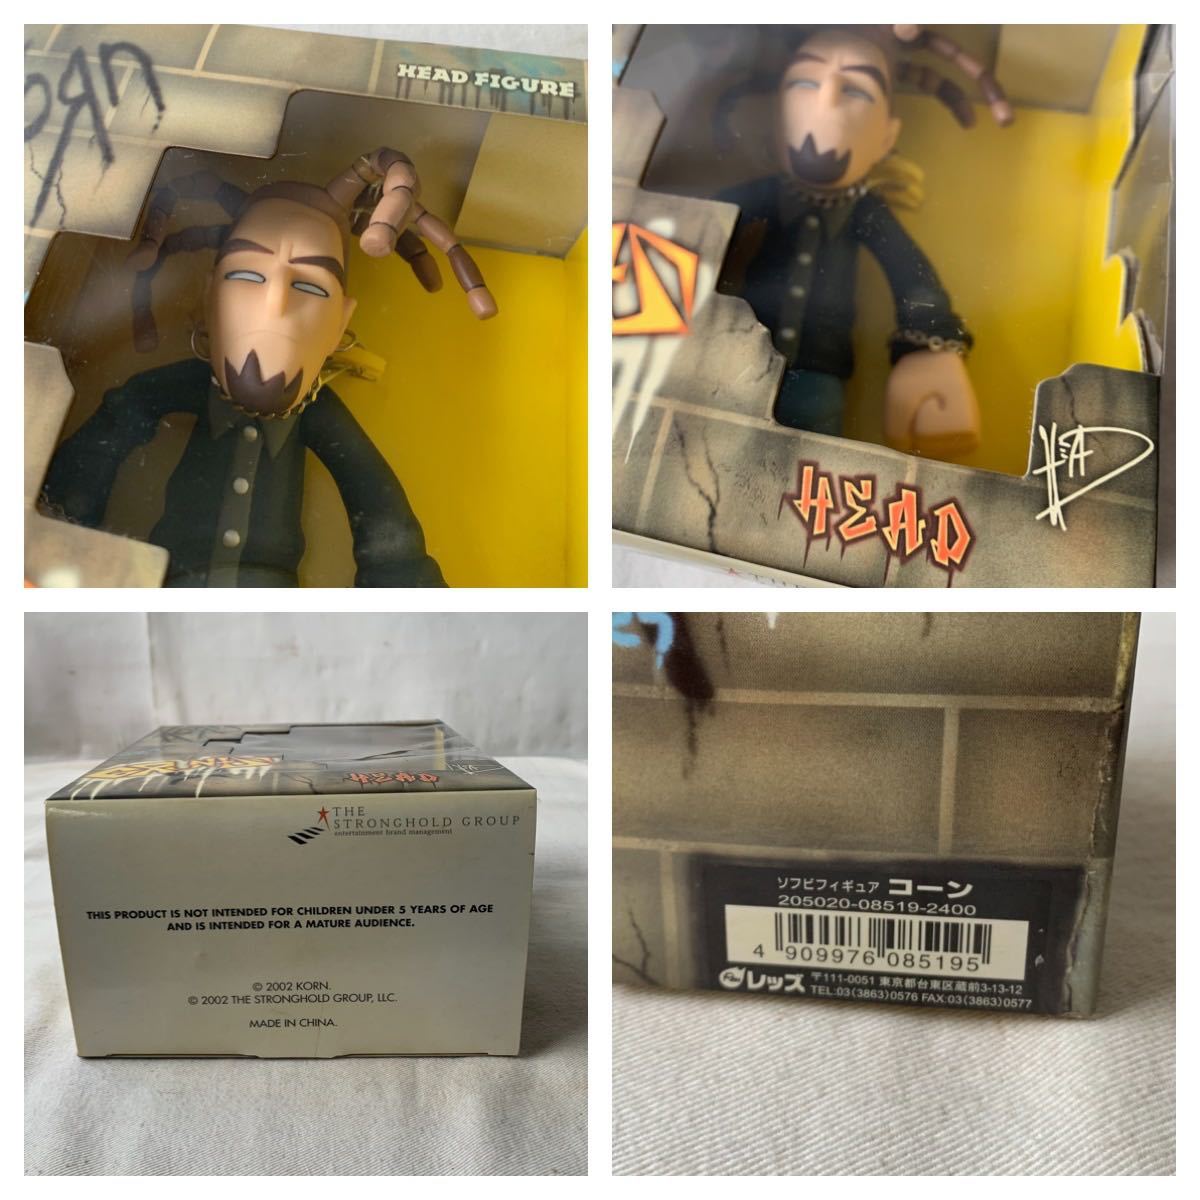 KoRn
HEAD FIGURE
HEAD
HEAD
HEAD
THE
STRONGHOLD GROUP
entertainment brand management
THIS PRODUCT IS NOT INTENDED FOR CHILDREN UNDER 5 YEARS OF AGE
AND IS INTENDED FOR A MATURE AUDIENCE.
© 2002 KORN.
© 2002 THE STRONGHOLD GROUP, LLC.
MADE IN CHINA.
ソフビフィギュア コーン
205020-08519-2400
4 909976 085195
レッズ 〒111-0051 東京都台東区蔵前3-13-12
TEL:03(3863)0576 FAX:03(3863)0577